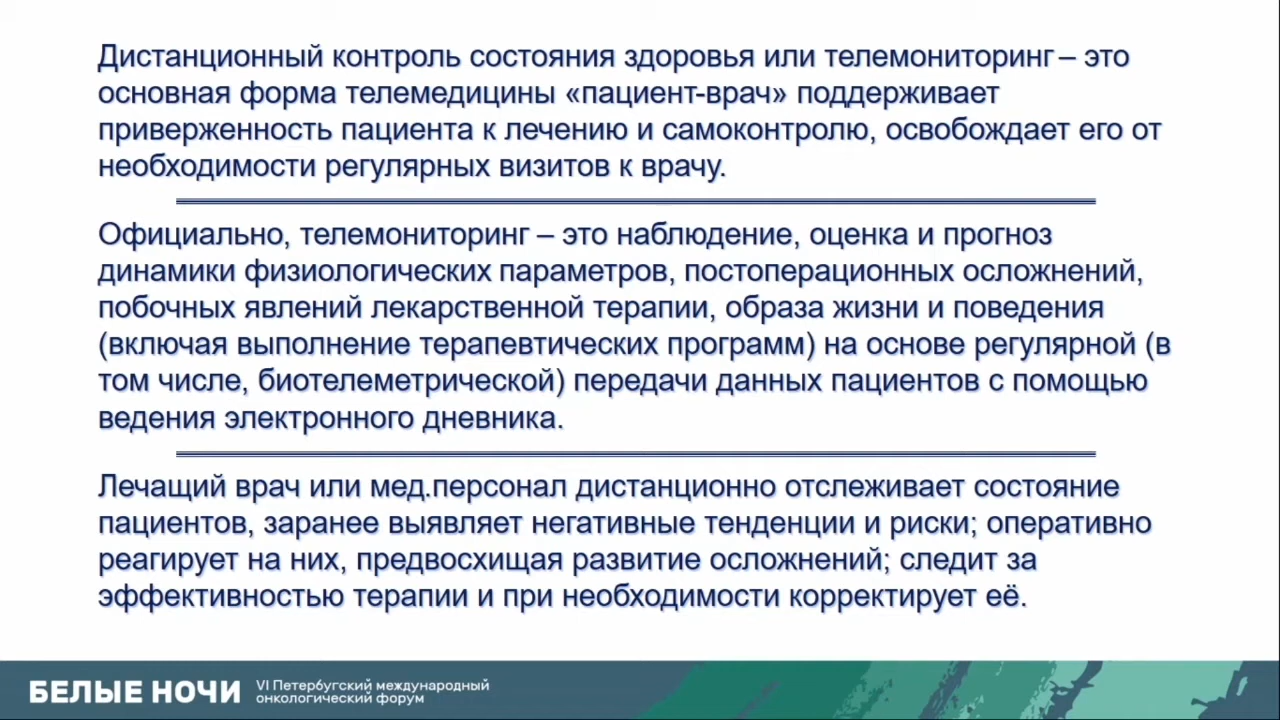 Дистанционный контроль состояния здоровья или телемониторинг – это
основная форма телемедицины «пациент-врач» поддерживает
приверженность пациента к лечению и самоконтролю, освобождает его от
необходимости регулярных визитов к врачу.
Официально, телемониторинг – это наблюдение, оценка и прогноз
динамики физиологических параметров, постоперационных осложнений,
побочных явлений лекарственной терапии, образа жизни и поведения
(включая выполнение терапевтических программ) на основе регулярной (в
том числе, биотелеметрической) передачи данных пациентов с помощью
ведения электронного дневника.
Лечащий врач или мед.персонал дистанционно отслеживает состояние
пациентов, заранее выявляет негативные тенденции и риски; оперативно
реагирует на них, предвосхищая развитие осложнений; следит за
эффективностью терапии и при необходимости корректирует её.
БЕЛЫЕ НОЧИ
VI Петербугский международный
онкологический форум